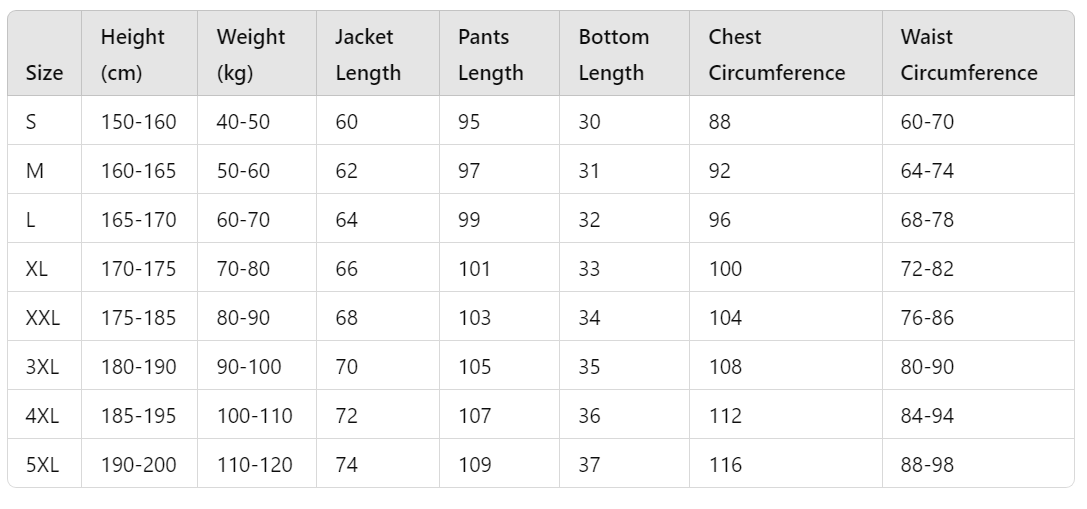 Size Height (cm) Weight (kg) Jacket Length Pants Length Bottom Length Chest Circumference Waist Circumference
S 150-160 40-50 60 95 30 88 60-70
M 160-165 50-60 62 97 31 92 64-74
L 165-170 60-70 64 99 32 96 68-78
XL 170-175 70-80 66 101 33 100 72-82
XXL 175-185 80-90 68 103 34 104 76-86
3XL 180-190 90-100 70 105 35 108 80-90
4XL 185-195 100-110 72 107 36 112 84-94
5XL 190-200 110-120 74 109 37 116 88-98